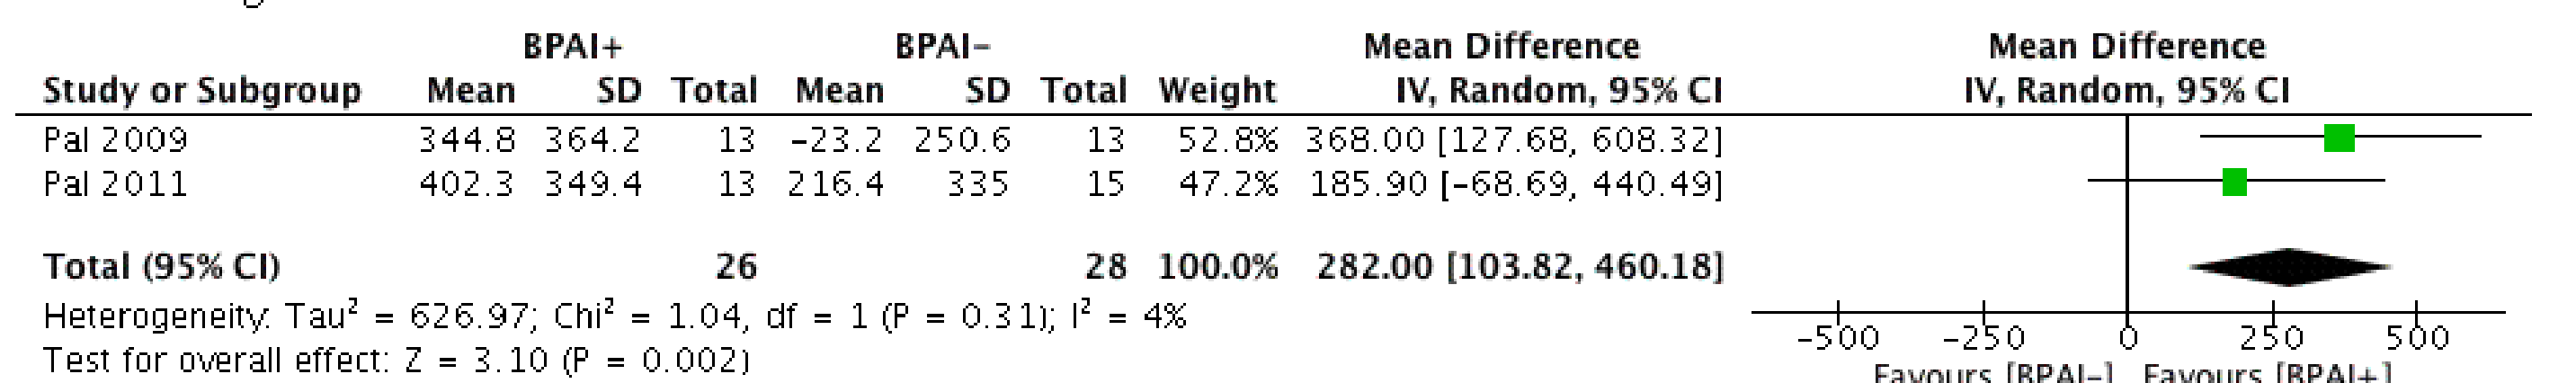 BPAI+ BPAI− Mean Difference Mean Difference
Study or Subgroup Mean SD Total Mean SD Total Weight IV, Random, 95% CI IV, Random, 95% CI
Pal 2009 344.8 364.2 13 −23.2 250.6 13 52.8% 368.00 [127.68, 608.32]
Pal 2011 402.3 349.4 13 216.4 335 15 47.2% 185.90 [−68.69, 440.49]
Total (95% CI) 26 28 100.0% 282.00 [103.82, 460.18]
Heterogeneity: Tau² = 626.97; Chi² = 1.04, df = 1 (P = 0.31); I² = 4%
Test for overall effect: Z = 3.10 (P = 0.002)
−500 −250 0 250 500
Favours [BPAI−] Favours [BPAI+]